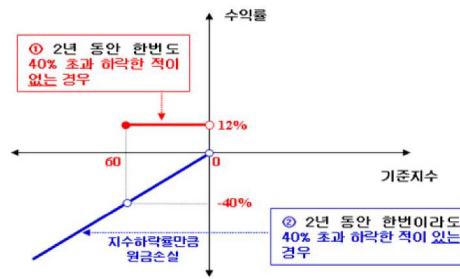 수익률
① 2년 동안 한번도
40% 초과 하락한 적이
없는 경우
12%
60
0
기준지수
-40%
② 2년 동안 한번이라도
40% 초과 하락한 적이 있는
경우
지수하락률만큼
원금손실